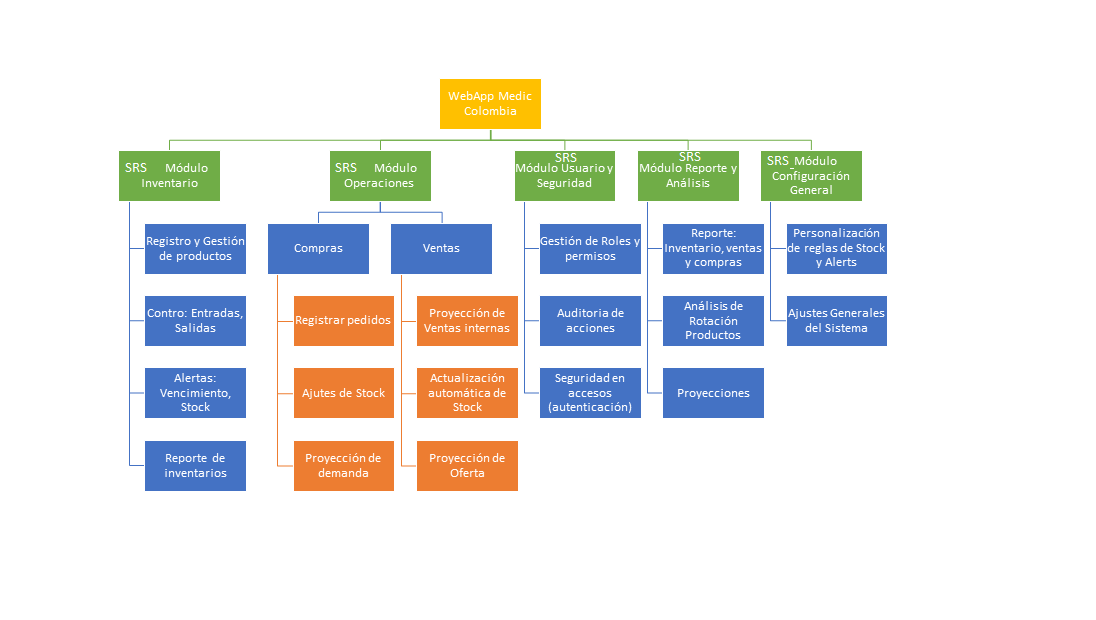 WebApp Medic
Colombia
SRS Módulo
Inventario
SRS Módulo
Operaciones
SRS
Módulo Usuario y
Seguridad
SRS
Módulo Reporte y
Análisis
SRS_Módulo
Configuración
General
Registro y Gestión
de productos
Contro: Entradas,
Salidas
Alertas:
Vencimiento,
Stock
Reporte de
inventarios
Compras
Registrar pedidos
Ajutes de Stock
Proyección de
demanda
Ventas
Proyección de
Ventas internas
Actualización
automática de
Stock
Proyección de
Oferta
Gestión de Roles y
permisos
Auditoria de
acciones
Seguridad en
accesos
(autenticación)
Reporte:
Inventario, ventas
y compras
Análisis de
Rotación
Productos
Proyecciones
Personalización
de reglas de Stock
y Alerts
Ajustes Generales
del Sistema